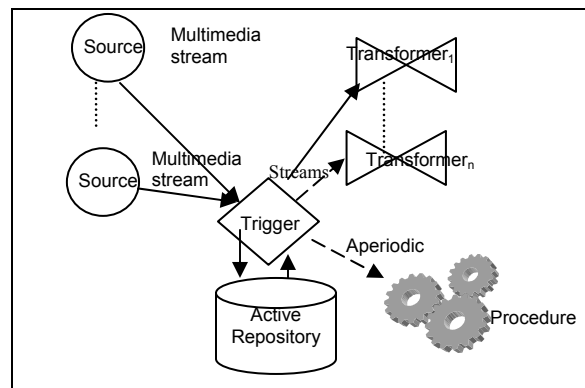 Source
Multimedia
stream
Transformer1
Source
Multimedia
stream
Streams
Transformern
Trigger
Aperiodic
Active
Repository
Procedure